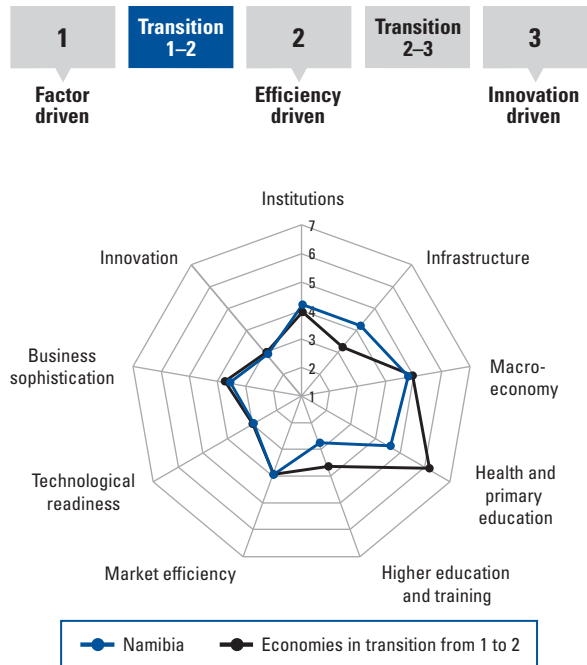 1
Transition
1–2
2
Transition
2–3
3
Factor
driven
Efficiency
driven
Innovation
driven
Institutions
7
6
5
4
3
2
1
Innovation
Infrastructure
Business
sophistication
Macro-
economy
Technological
readiness
Health and
primary
education
Market efficiency
Higher education
and training
Namibia
Economies in transition from 1 to 2